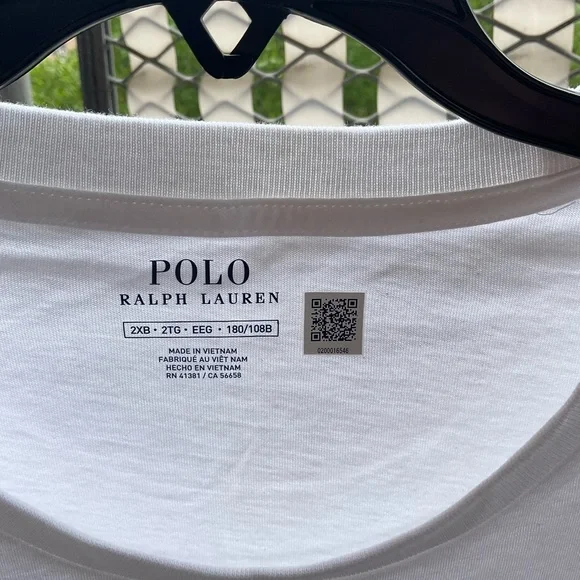 POLO
RALPH LAUREN
2XB • 2TG • EEG • 180/108B
MADE IN VIETNAM
FABRIQUÉ AU VIÊT NAM
HECHO EN VIETNAM
RN 41381 / CA 56658
0200016546